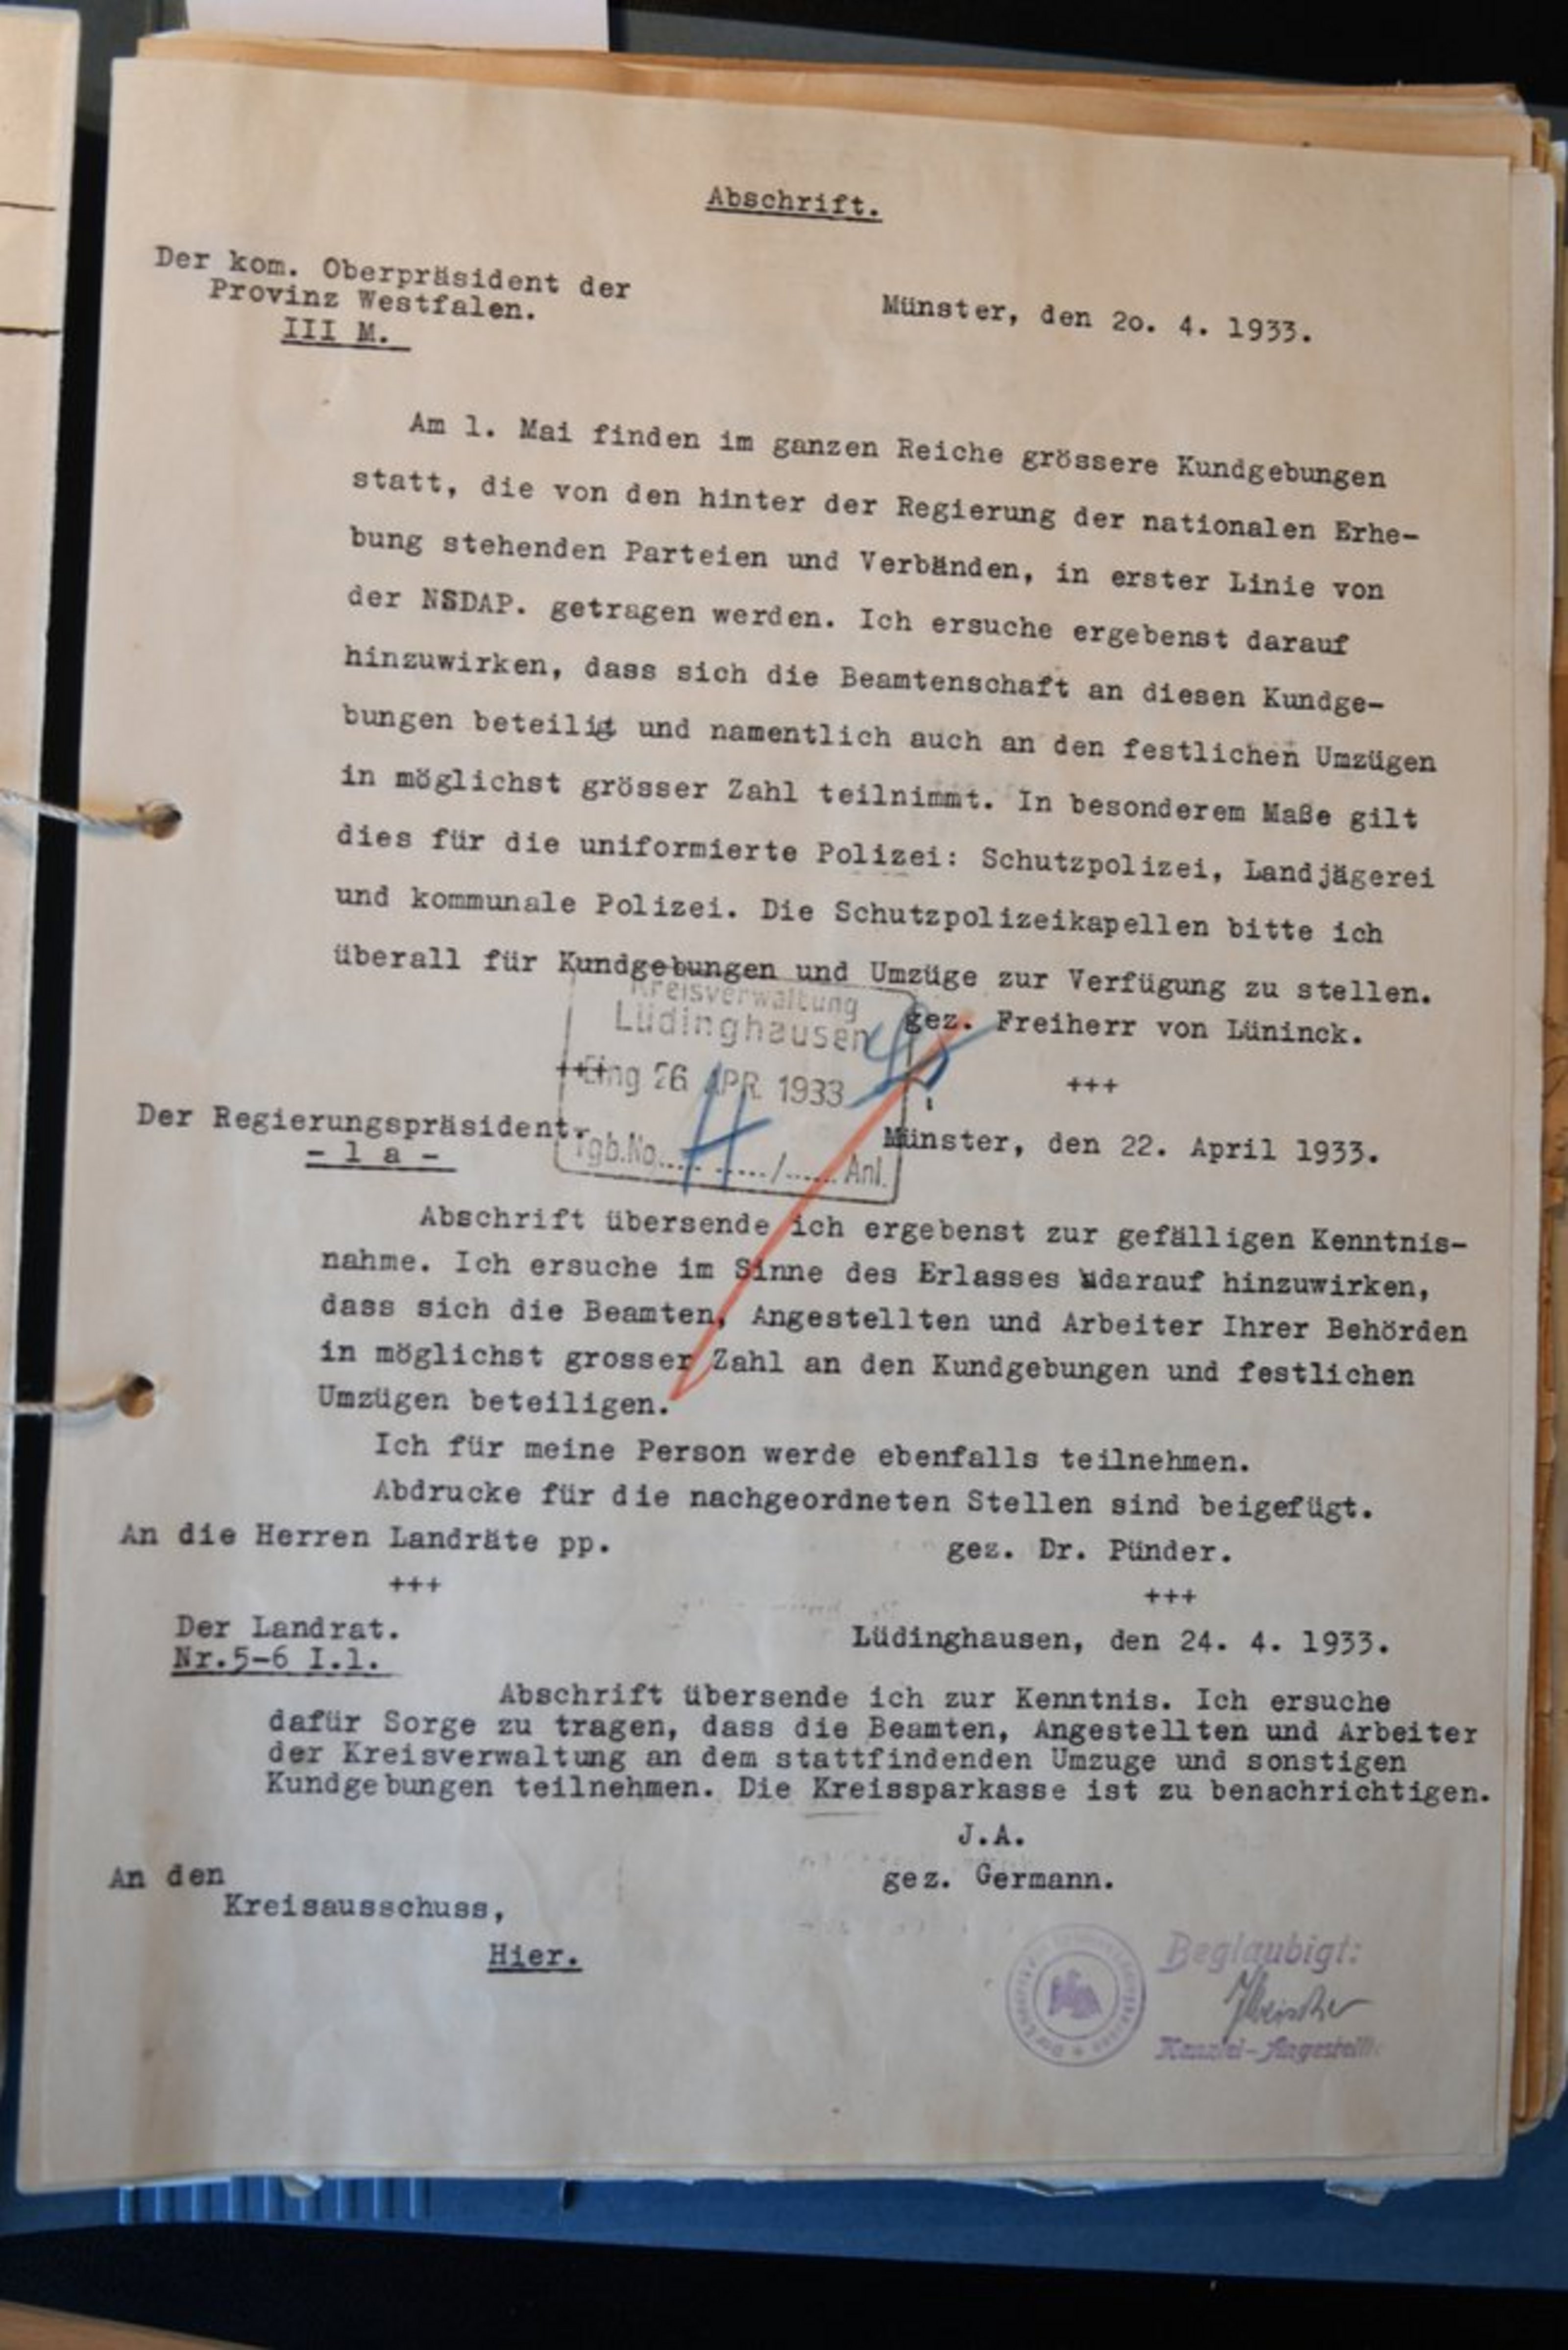 Abschrift.
Der kom. Oberpräsident der
Provinz Westfalen.
III M.
Münster, den 20. 4. 1933.
Am 1. Mai finden im ganzen Reiche grössere Kundgebungen
statt, die von den hinter der Regierung der nationalen Erhe-
bung stehenden Parteien und Verbänden, in erster Linie von
der NSDAP. getragen werden. Ich ersuche ergebenst darauf
hinzuwirken, dass sich die Beamtenschaft an diesen Kundge-
bungen beteiligt und namentlich auch an den festlichen Umzügen
in möglichst grösser Zahl teilnimmt. In besonderem Maße gilt
dies für die uniformierte Polizei: Schutzpolizei, Landjägerei
und kommunale Polizei. Die Schutzpolizeikapellen bitte ich
überall für Kundgebungen und Umzüge zur Verfügung zu stellen.
gez. Freiherr von Lüninck.
Kreisverwaltung
Lüdinghausen
Eing 26 APR 1933
Tgb.No. ...../...... Anl.
+++ +++
Der Regierungspräsident.
- 1 a -
Münster, den 22. April 1933.
Abschrift übersende ich ergebenst zur gefälligen Kenntnis-
nahme. Ich ersuche im Sinne des Erlasses darauf hinzuwirken,
dass sich die Beamten, Angestellten und Arbeiter Ihrer Behörden
in möglichst grosser Zahl an den Kundgebungen und festlichen
Umzügen beteiligen.
Ich für meine Person werde ebenfalls teilnehmen.
Abdrucke für die nachgeordneten Stellen sind beigefügt.
An die Herren Landräte pp.
gez. Dr. Pünder.
+++ +++
Der Landrat.
Nr.5-6 I.1.
Lüdinghausen, den 24. 4. 1933.
Abschrift übersende ich zur Kenntnis. Ich ersuche
dafür Sorge zu tragen, dass die Beamten, Angestellten und Arbeiter
der Kreisverwaltung an dem stattfindenden Umzuge und sonstigen
Kundgebungen teilnehmen. Die Kreissparkasse ist zu benachrichtigen.
J.A.
gez. Germann.
An den
Kreisausschuss,
Hier.
Beglaubigt:
Kanzlei-Angestellte